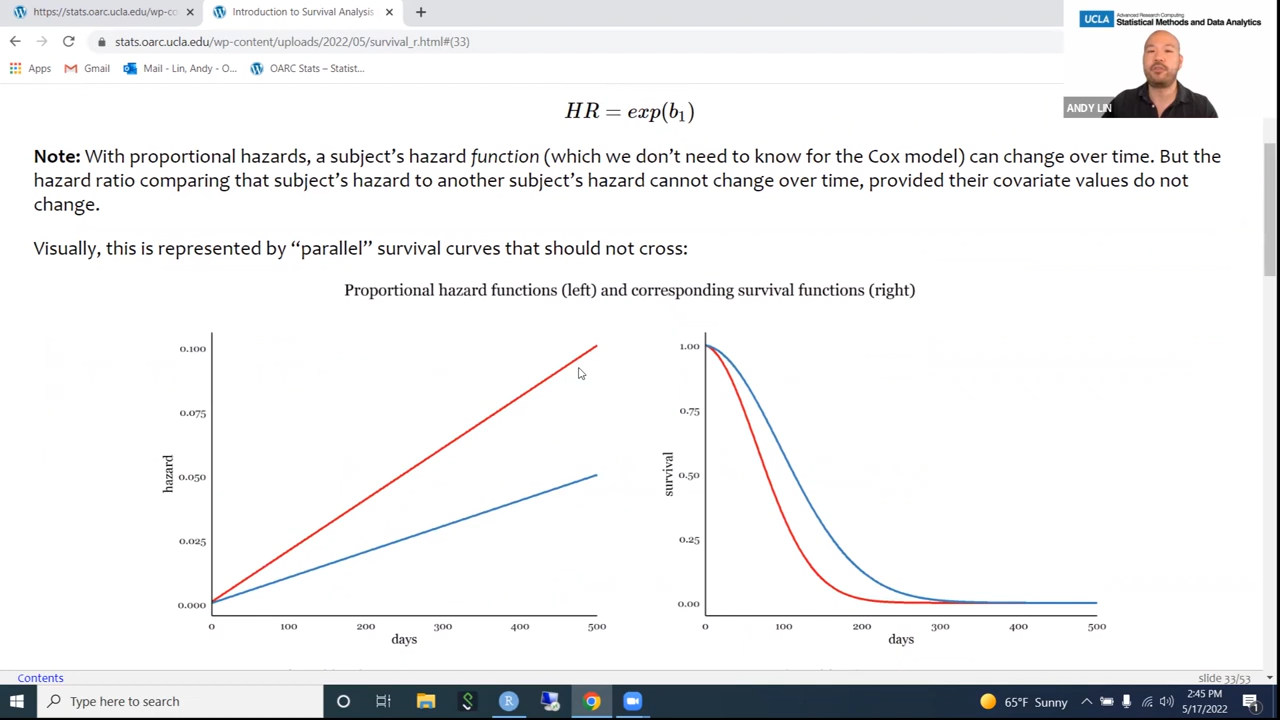 https://stats.oarc.ucla.edu/wp-co
Introduction to Survival Analysis
stats.oarc.ucla.edu/wp-content/uploads/2022/05/survival_r.html#(33)
Apps
Gmail
Mail - Lin, Andy - O...
OARC Stats – Statist...
UCLA
Advanced Research Computing
Statistical Methods and Data Analytics
ANDY LIN
HR = exp(b₁)
Note: With proportional hazards, a subject's hazard function (which we don't need to know for the Cox model) can change over time. But the
hazard ratio comparing that subject's hazard to another subject's hazard cannot change over time, provided their covariate values do not
change.
Visually, this is represented by “parallel” survival curves that should not cross:
Proportional hazard functions (left) and corresponding survival functions (right)
0.100
0.075
0.050
0.025
0.000
hazard
0 100 200 300 400 500
days
1.00
0.75
0.50
0.25
0.00
survival
0 100 200 300 400 500
days
Contents
slide 33/53
Type here to search
65°F Sunny
2:45 PM
5/17/2022